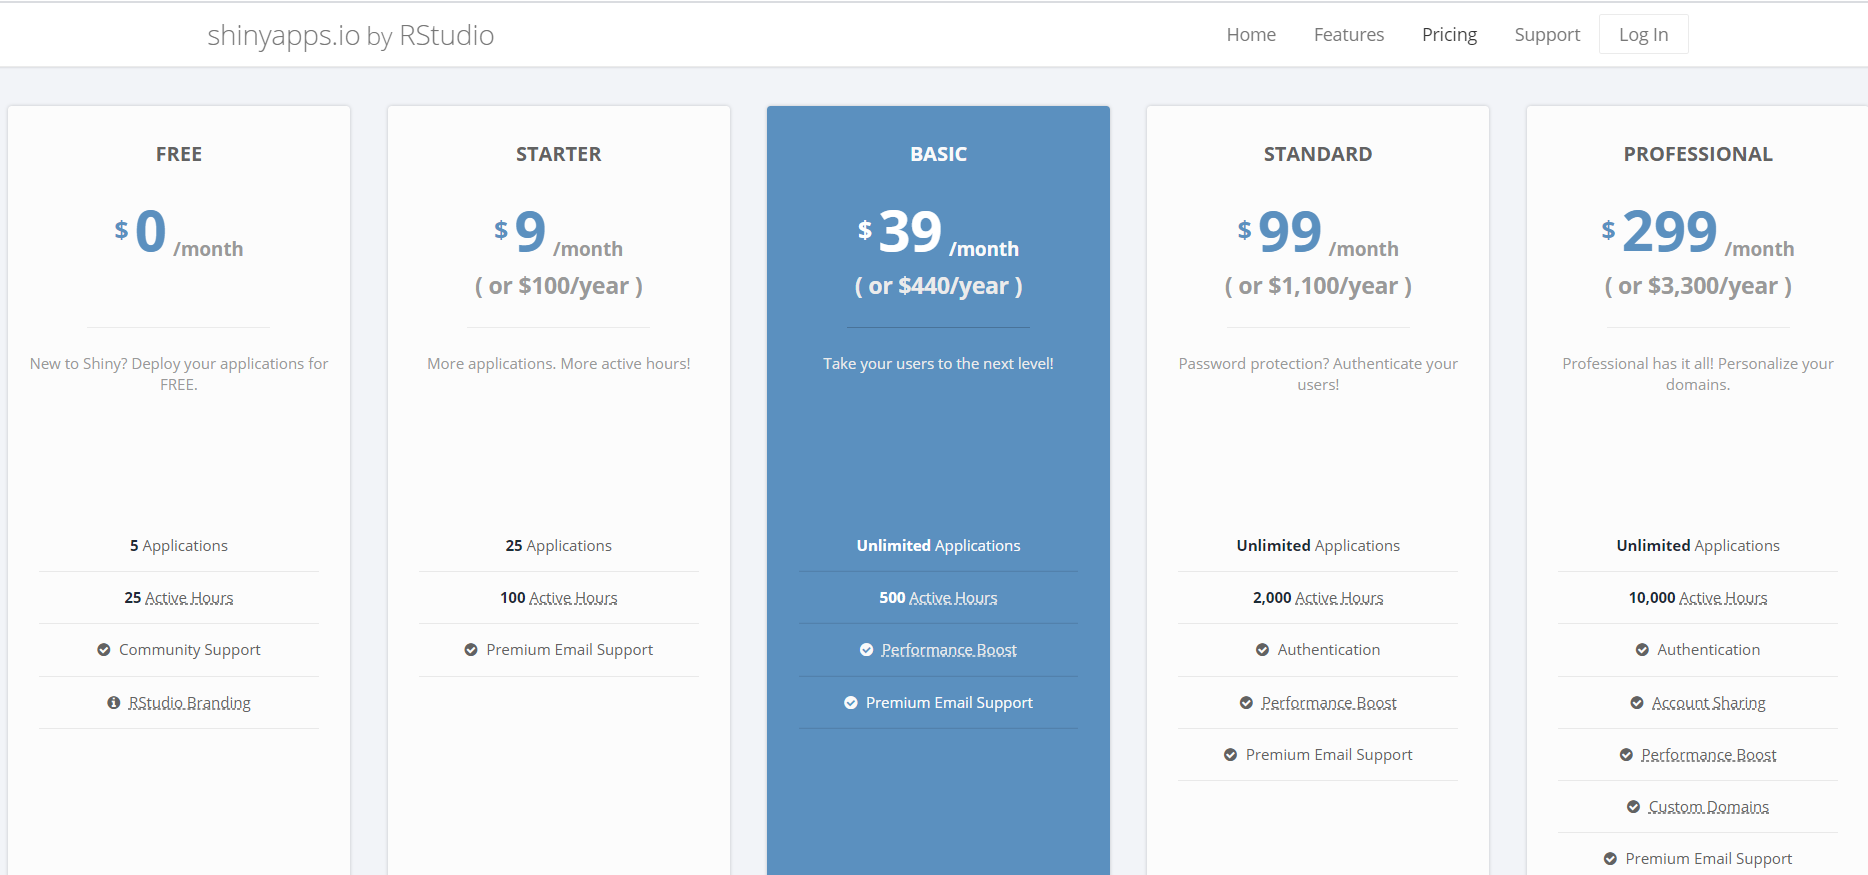 shinyapps.io by RStudio
Home Features Pricing Support Log In
FREE
$ 0 /month
New to Shiny? Deploy your applications for
FREE.
5 Applications
25 Active Hours
Community Support
RStudio Branding
STARTER
$ 9 /month
( or $100/year )
More applications. More active hours!
25 Applications
100 Active Hours
Premium Email Support
BASIC
$ 39 /month
( or $440/year )
Take your users to the next level!
Unlimited Applications
500 Active Hours
Performance Boost
Premium Email Support
STANDARD
$ 99 /month
( or $1,100/year )
Password protection? Authenticate your
users!
Unlimited Applications
2,000 Active Hours
Authentication
Performance Boost
Premium Email Support
PROFESSIONAL
$ 299 /month
( or $3,300/year )
Professional has it all! Personalize your
domains.
Unlimited Applications
10,000 Active Hours
Authentication
Account Sharing
Performance Boost
Custom Domains
Premium Email Support